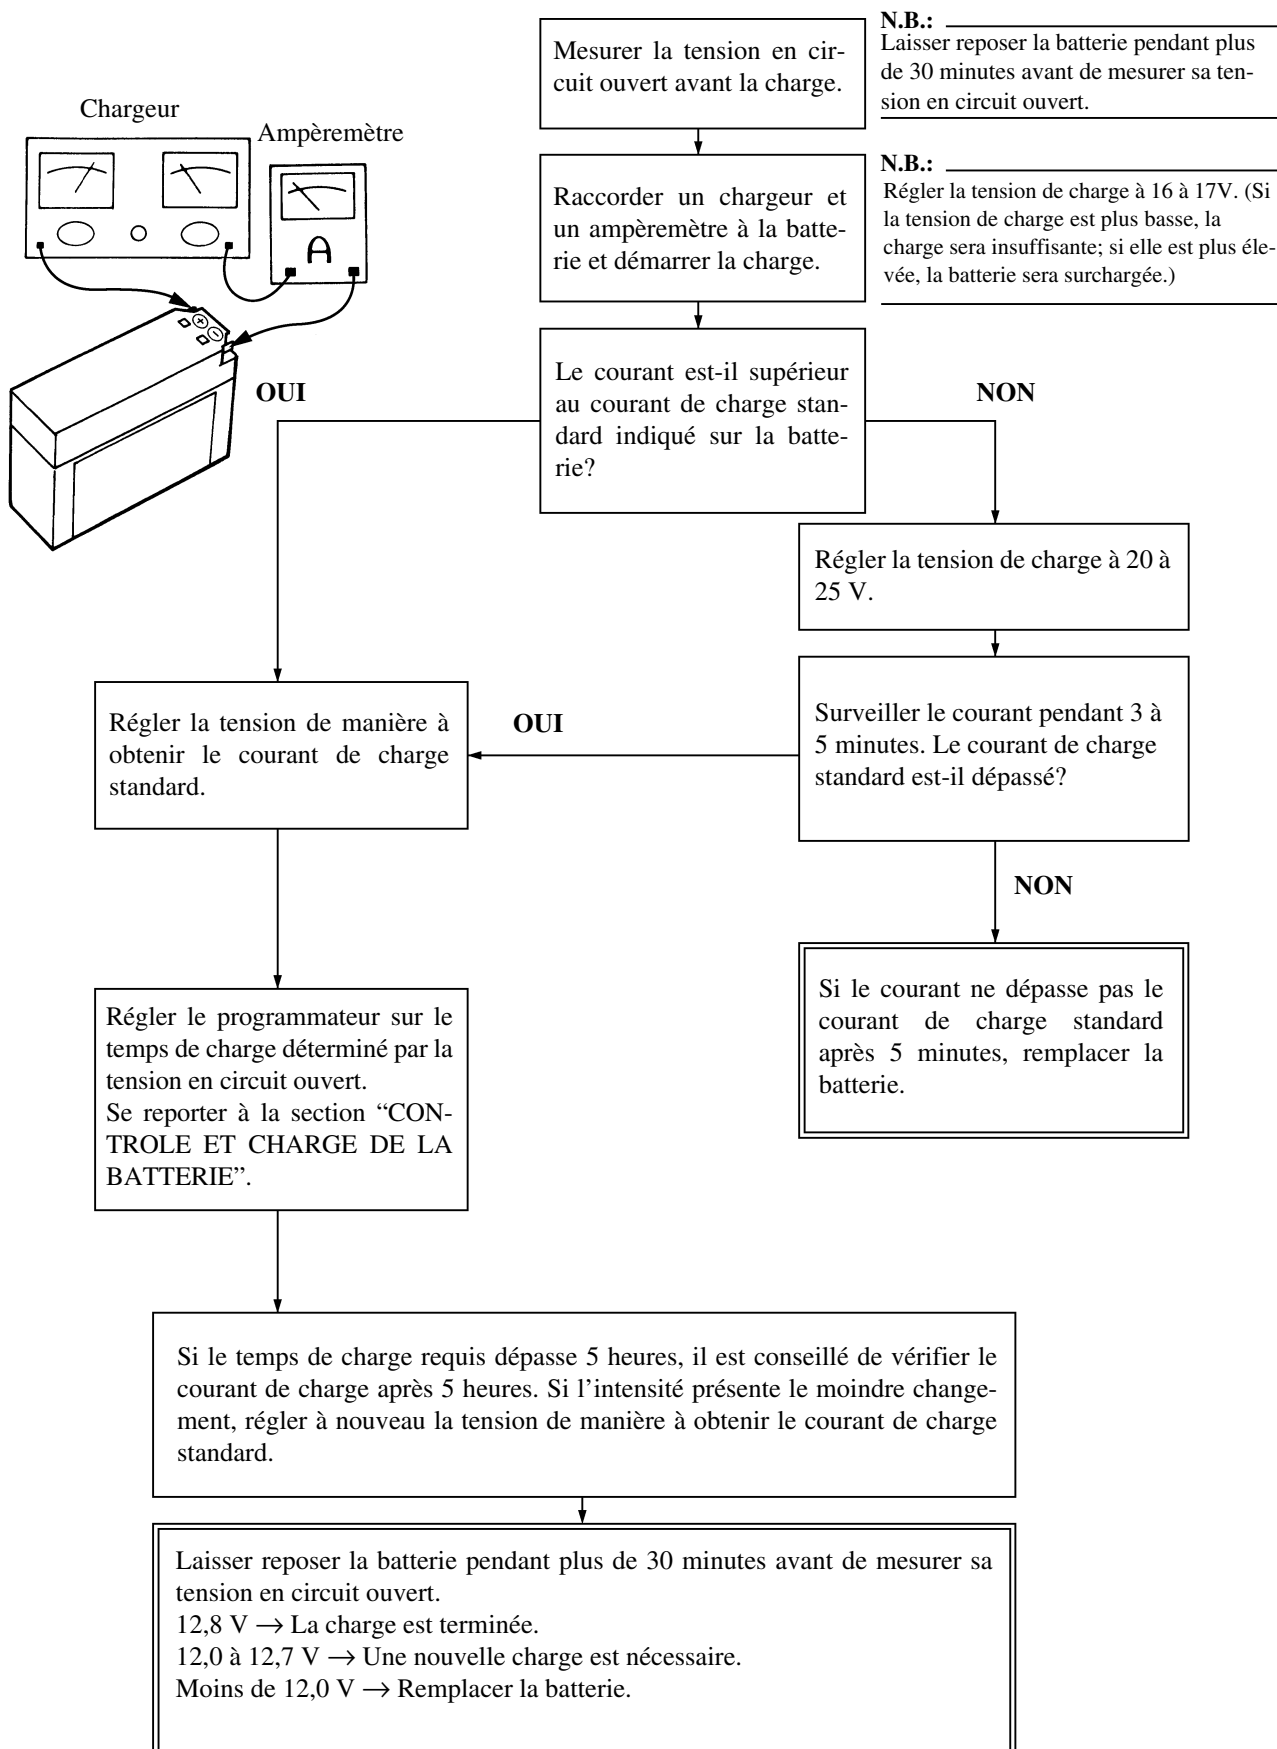 Mesurer la tension en cir-
cuit ouvert avant la charge.
N.B.:
Laisser reposer la batterie pendant plus
de 30 minutes avant de mesurer sa ten-
sion en circuit ouvert.
Chargeur
Ampèremètre
A
Raccorder un chargeur et
un ampèremètre à la batte-
rie et démarrer la charge.
N.B.:
Régler la tension de charge à 16 à 17V. (Si
la tension de charge est plus basse, la
charge sera insuffisante; si elle est plus éle-
vée, la batterie sera surchargée.)
Le courant est-il supérieur
au courant de charge stan-
dard indiqué sur la batte-
rie?
OUI
NON
Régler la tension de charge à 20 à
25 V.
Régler la tension de manière à
obtenir le courant de charge
standard.
OUI
Surveiller le courant pendant 3 à
5 minutes. Le courant de charge
standard est-il dépassé?
NON
Si le courant ne dépasse pas le
courant de charge standard
après 5 minutes, remplacer la
batterie.
Régler le programmateur sur le
temps de charge déterminé par la
tension en circuit ouvert.
Se reporter à la section “CON-
TROLE ET CHARGE DE LA
BATTERIE”.
Si le temps de charge requis dépasse 5 heures, il est conseillé de vérifier le
courant de charge après 5 heures. Si l'intensité présente le moindre change-
ment, régler à nouveau la tension de manière à obtenir le courant de charge
standard.
Laisser reposer la batterie pendant plus de 30 minutes avant de mesurer sa
tension en circuit ouvert.
12,8 V → La charge est terminée.
12,0 à 12,7 V → Une nouvelle charge est nécessaire.
Moins de 12,0 V → Remplacer la batterie.